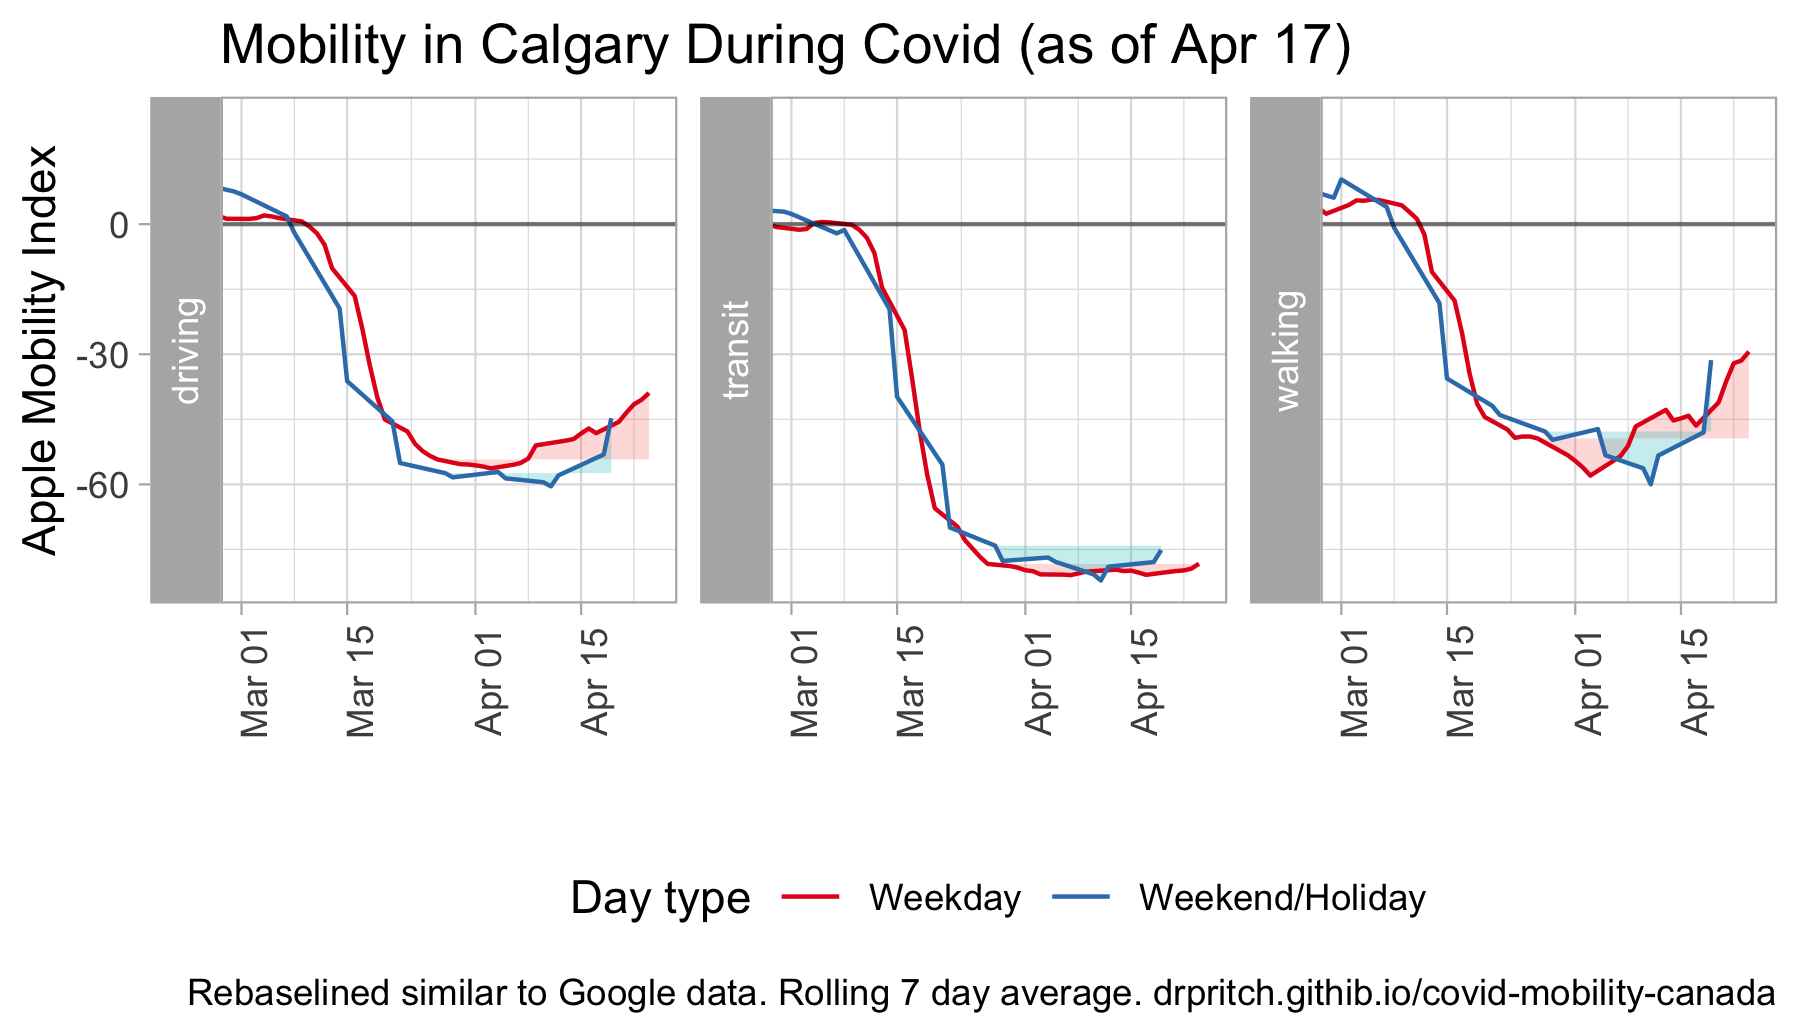 Mobility in Calgary During Covid (as of Apr 17)
Apple Mobility Index
0
-30
-60
driving
transit
walking
Mar 01
Mar 15
Apr 01
Apr 15
Mar 01
Mar 15
Apr 01
Apr 15
Mar 01
Mar 15
Apr 01
Apr 15
Day type Weekday Weekend/Holiday
Rebaselined similar to Google data. Rolling 7 day average. drpritch.githib.io/covid-mobility-canada